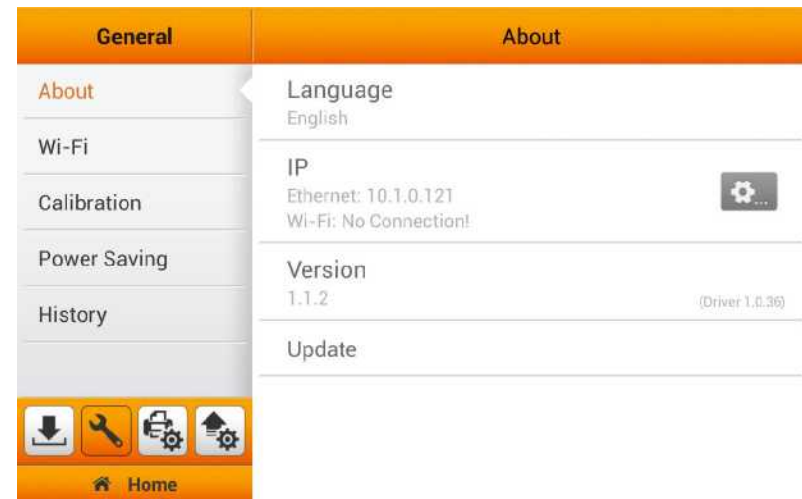 General
About
About
Wi-Fi
Calibration
Power Saving
History
Home
Language
English
IP
Ethernet: 10.1.0.121
Wi-Fi: No Connection!
...
Version
1.1.2
(Driver 1.0.36)
Update